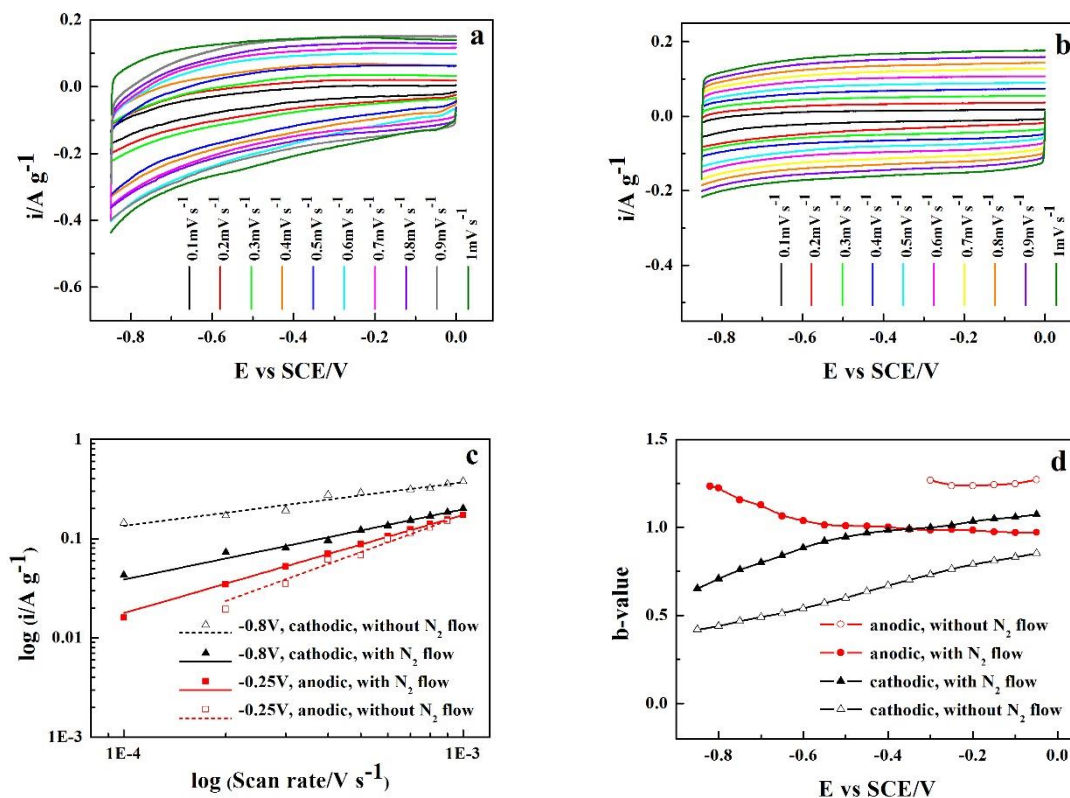 a
i/A g-1
0.2
0.0
-0.2
-0.4
-0.6
0.1mV s-1
0.2mV s-1
0.3mV s-1
0.4mV s-1
0.5mV s-1
0.6mV s-1
0.7mV s-1
0.8mV s-1
0.9mV s-1
1mV s-1
-0.8 -0.6 -0.4 -0.2 0.0
E vs SCE/V
b
i/A g-1
0.2
0.0
-0.2
-0.4
0.1mV s-1
0.2mV s-1
0.3mV s-1
0.4mV s-1
0.5mV s-1
0.6mV s-1
0.7mV s-1
0.8mV s-1
0.9mV s-1
1mV s-1
-0.8 -0.6 -0.4 -0.2 0.0
E vs SCE/V
c
log (i/A g-1)
1
0.1
0.01
1E-3
-0.8V, cathodic, without N2 flow
-0.8V, cathodic, with N2 flow
-0.25V, anodic, with N2 flow
-0.25V, anodic, without N2 flow
1E-4 1E-3
log (Scan rate/V s-1)
d
b-value
1.5
1.0
0.5
0.0
anodic, without N2 flow
anodic, with N2 flow
cathodic, with N2 flow
cathodic, without N2 flow
-0.8 -0.6 -0.4 -0.2 0.0
E vs SCE/V